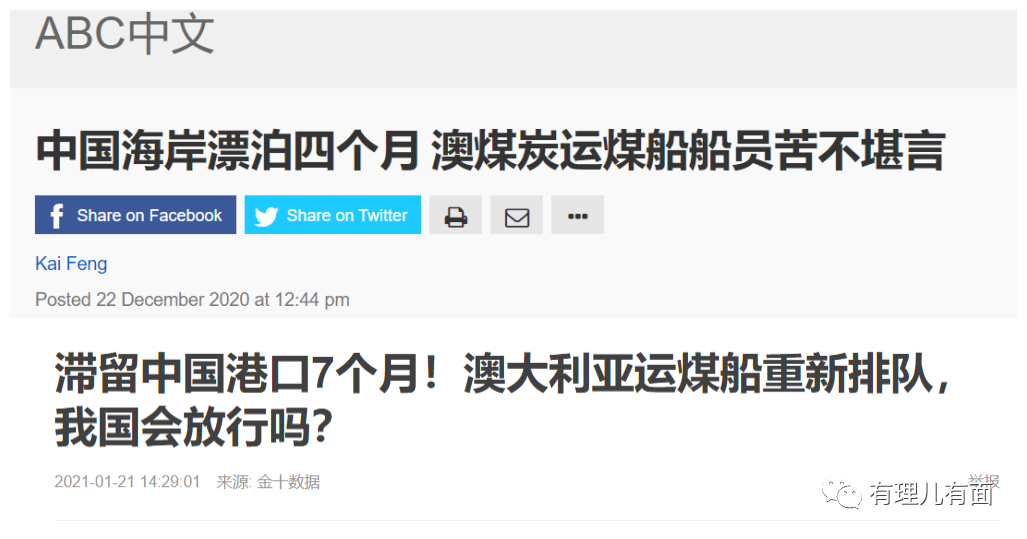 ABC中文
中国海岸漂泊四个月 澳煤炭运煤船船员苦不堪言
Share on Facebook Share on Twitter
Kai Feng
Posted 22 December 2020 at 12:44 pm
滞留中国港口7个月！澳大利亚运煤船重新排队，
我国会放行吗？
2021-01-21 14:29:01 来源: 金十数据 举报
有理儿有面